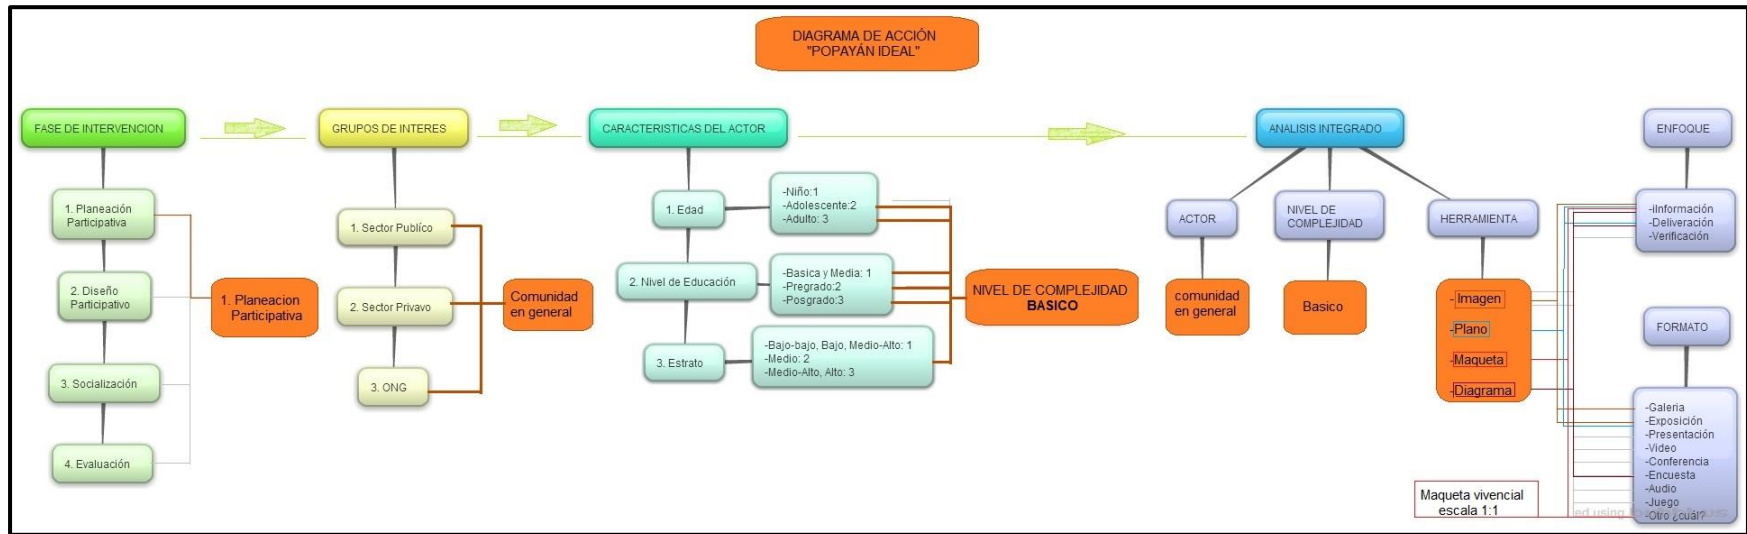 DIAGRAMA DE ACCIÓN
"POPAYÁN IDEAL"
FASE DE INTERVENCION
1. Planeación
Participativa
2. Diseño
Participativo
3. Socialización
4. Evaluación
1. Planeacion
Participativa
GRUPOS DE INTERES
1. Sector Publíco
2. Sector Privavo
3. ONG
Comunidad
en general
CARACTERISTICAS DEL ACTOR
1. Edad
-Niño:1
-Adolescente:2
-Adulto: 3
2. Nivel de Educación
-Basica y Media: 1
-Pregrado:2
-Posgrado:3
3. Estrato
-Bajo-bajo, Bajo, Medio-Alto: 1
-Medio: 2
-Medio-Alto, Alto: 3
NIVEL DE COMPLEJIDAD
BASICO
ANALISIS INTEGRADO
ACTOR
comunidad
en general
NIVEL DE
COMPLEJIDAD
Basico
HERRAMIENTA
-Imagen
-Plano
-Maqueta
-Diagrama
ENFOQUE
-iInformación
-Deliveración
-Verificación
FORMATO
-Galeria
-Exposición
-Presentación
-Video
-Conferencia
-Encuesta
-Audio
-Juego
-Otro ¿cuál?
Maqueta vivencial
escala 1:1
ed using